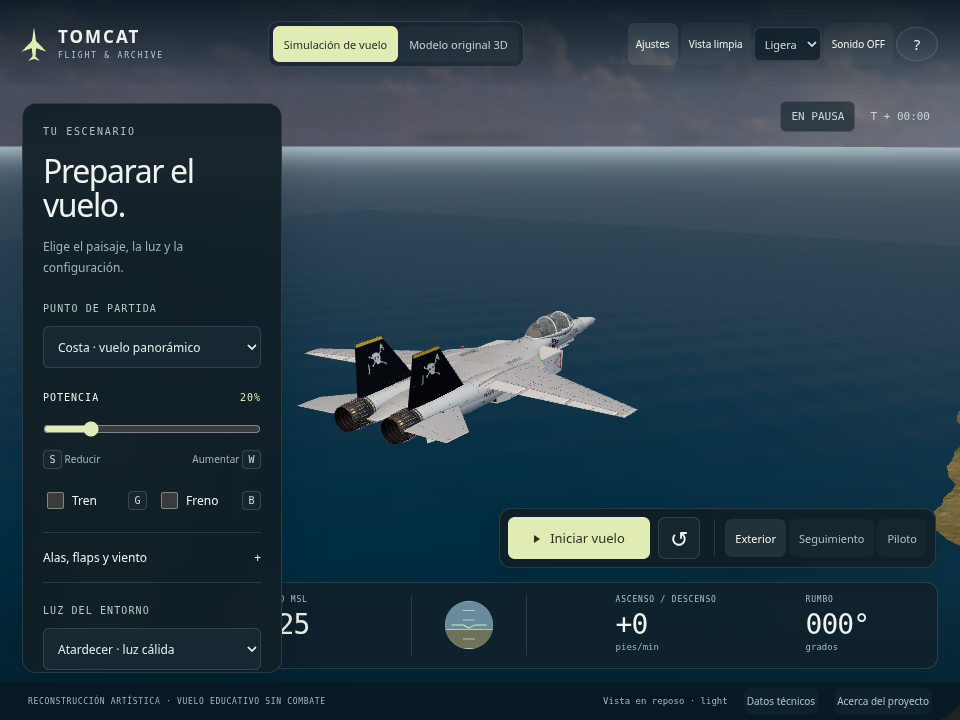 TOMCAT
FLIGHT & ARCHIVE
Simulación de vuelo
Modelo original 3D
Ajustes
Vista limpia
Ligera
Sonido OFF
?
EN PAUSA
T + 00:00
TU ESCENARIO
Preparar el
vuelo.
Elige el paisaje, la luz y la
configuración.
PUNTO DE PARTIDA
Costa · vuelo panorámico
POTENCIA 20%
S Reducir
Aumentar W
Tren G
Freno B
Alas, flaps y viento +
LUZ DEL ENTORNO
Atardecer · luz cálida
Iniciar vuelo
↺
Exterior
Seguimiento
Piloto
MSL
25
ASCENSO / DESCENSO
+0
pies/min
RUMBO
000°
grados
RECONSTRUCCIÓN ARTÍSTICA · VUELO EDUCATIVO SIN COMBATE
Vista en reposo · light
Datos técnicos
Acerca del proyecto